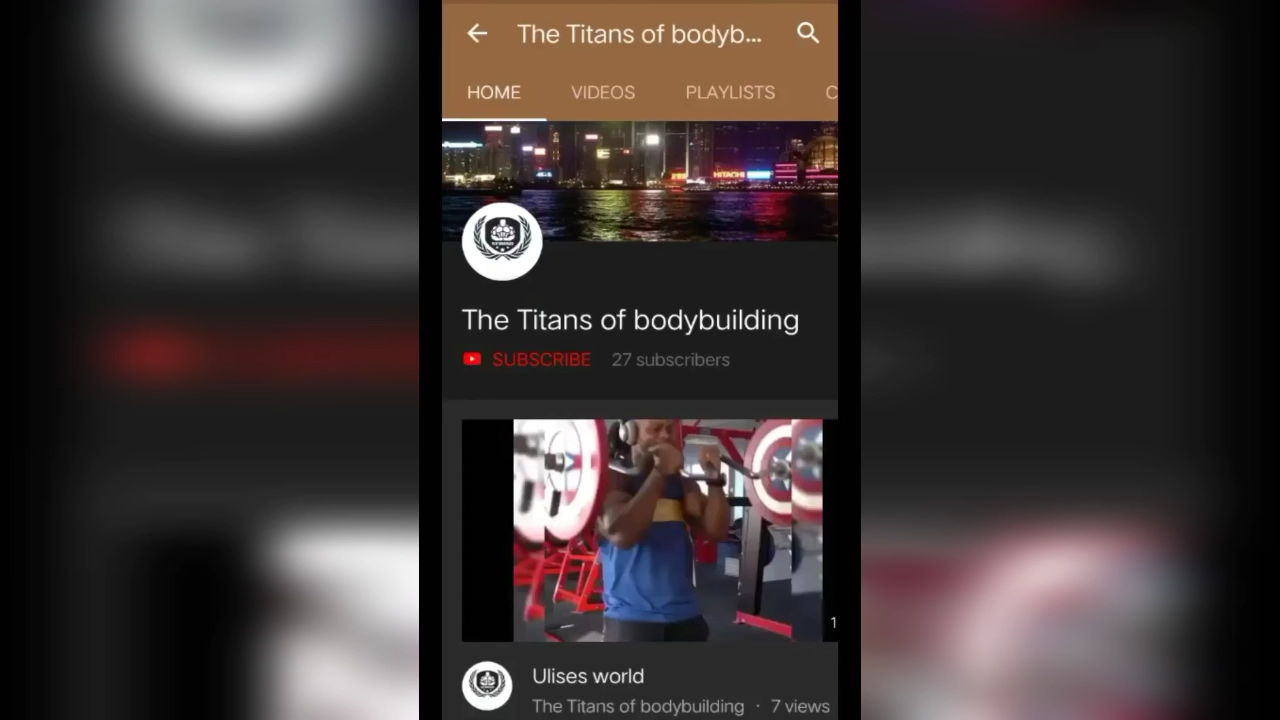 The Titans of bodyb...
HOME VIDEOS PLAYLISTS C
HITACHI
The Titans of bodybuilding
SUBSCRIBE 27 subscribers
1
Ulises world
The Titans of bodybuilding · 7 views